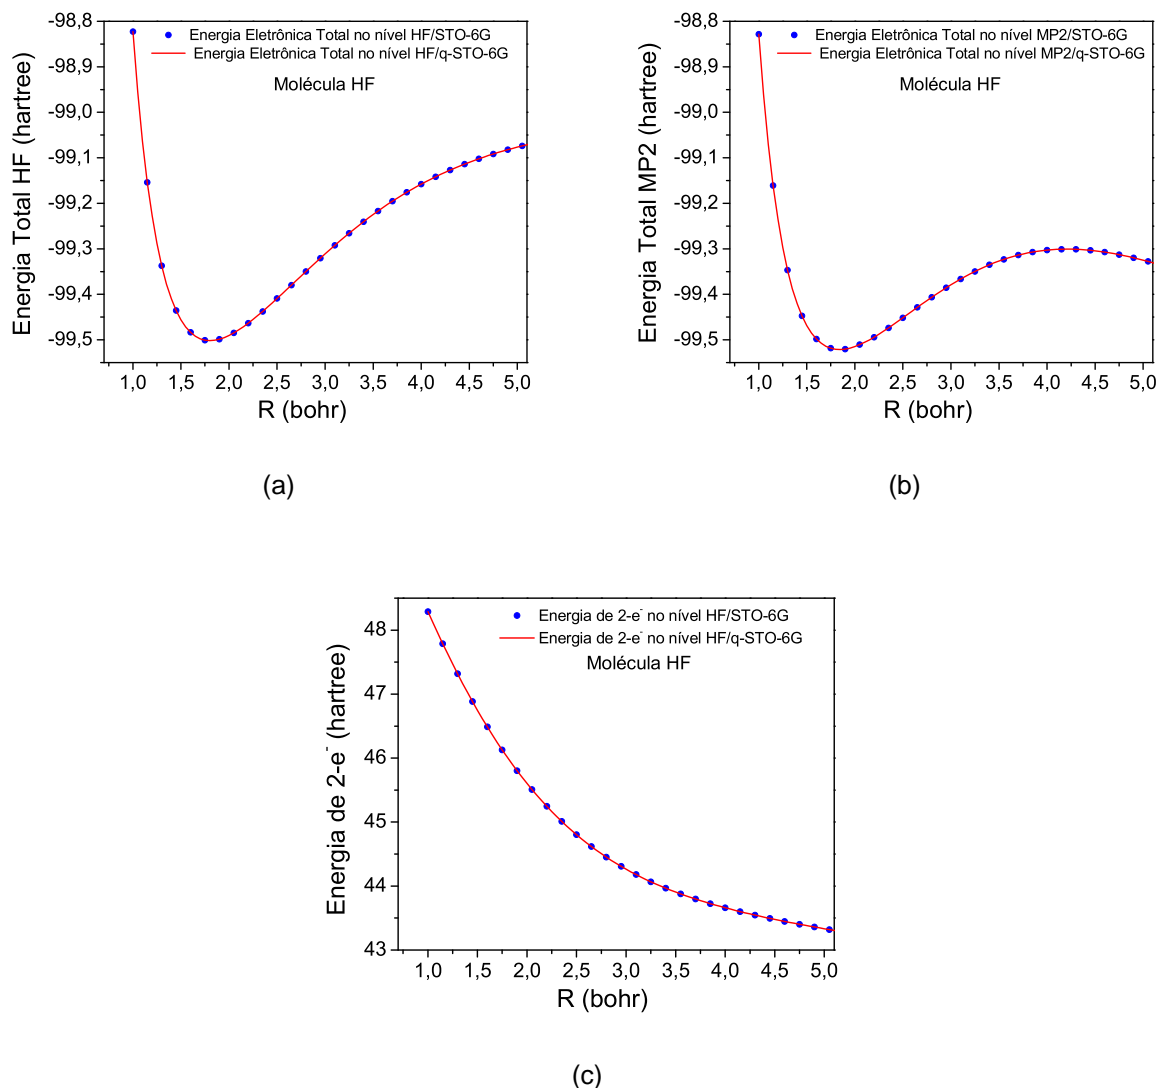 -98,8
-98,9
-99,0
-99,1
-99,2
-99,3
-99,4
-99,5
Energia Total HF (hartree)
Energia Eletrônica Total no nível HF/STO-6G
Energia Eletrônica Total no nível HF/q-STO-6G
Molécula HF
1,0 1,5 2,0 2,5 3,0 3,5 4,0 4,5 5,0
R (bohr)
(a)
-98,8
-98,9
-99,0
-99,1
-99,2
-99,3
-99,4
-99,5
Energia Total MP2 (hartree)
Energia Eletrônica Total no nível MP2/STO-6G
Energia Eletrônica Total no nível MP2/q-STO-6G
Molécula HF
1,0 1,5 2,0 2,5 3,0 3,5 4,0 4,5 5,0
R (bohr)
(b)
48
47
46
45
44
43
Energia de 2-e⁻ (hartree)
Energia de 2-e⁻ no nível HF/STO-6G
Energia de 2-e⁻ no nível HF/q-STO-6G
Molécula HF
1,0 1,5 2,0 2,5 3,0 3,5 4,0 4,5 5,0
R (bohr)
(c)